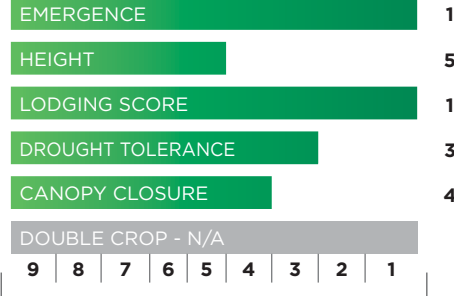 EMERGENCE 1
HEIGHT 5
LODGING SCORE 1
DROUGHT TOLERANCE 3
CANOPY CLOSURE 4
DOUBLE CROP - N/A
9 8 7 6 5 4 3 2 1